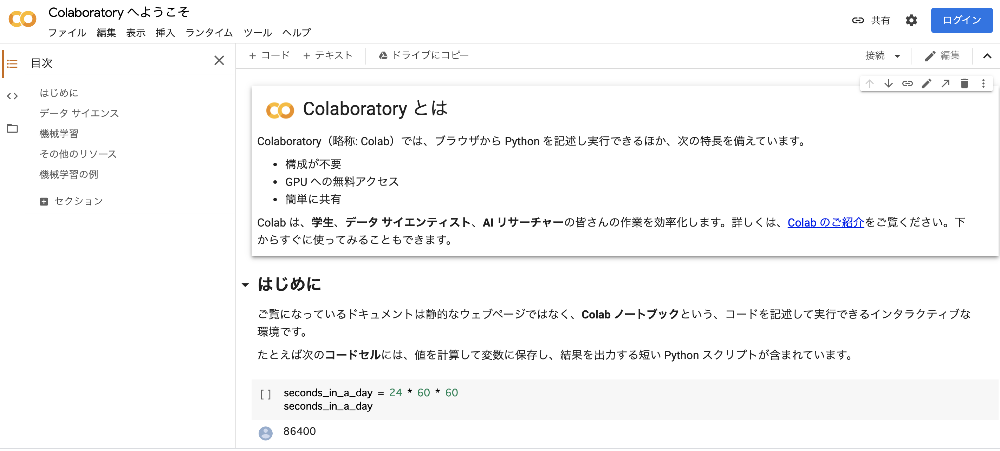 Colaboratory へようこそ
ファイル 編集 表示 挿入 ランタイム ツール ヘルプ
共有
ログイン
目次
はじめに
データ サイエンス
機械学習
その他のリソース
機械学習の例
セクション
+ コード + テキスト ドライブにコピー
接続 編集
Colaboratory とは
Colaboratory（略称: Colab）では、ブラウザから Python を記述し実行できるほか、次の特長を備えています。
• 構成が不要
• GPU への無料アクセス
• 簡単に共有
Colab は、学生、データ サイエンティスト、AI リサーチャーの皆さんの作業を効率化します。詳しくは、Colab のご紹介をご覧ください。下
からすぐに使ってみることもできます。
はじめに
ご覧になっているドキュメントは静的なウェブページではなく、Colab ノートブックという、コードを記述して実行できるインタラクティブな
環境です。
たとえば次のコードセルには、値を計算して変数に保存し、結果を出力する短い Python スクリプトが含まれています。
[ ] seconds_in_a_day = 24 * 60 * 60
seconds_in_a_day
86400